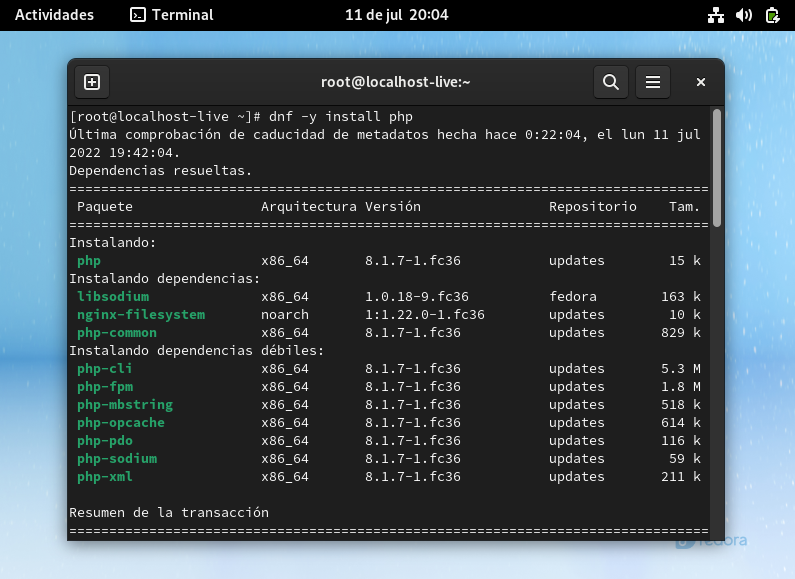 Actividades Terminal 11 de jul 20:04
root@localhost-live:~
[root@localhost-live ~]# dnf -y install php
Última comprobación de caducidad de metadatos hecha hace 0:22:04, el lun 11 jul
2022 19:42:04.
Dependencias resueltas.
================================================================================
Paquete Arquitectura Versión Repositorio Tam.
================================================================================
Instalando:
php x86_64 8.1.7-1.fc36 updates 15 k
Instalando dependencias:
libsodium x86_64 1.0.18-9.fc36 fedora 163 k
nginx-filesystem noarch 1:1.22.0-1.fc36 updates 10 k
php-common x86_64 8.1.7-1.fc36 updates 829 k
Instalando dependencias débiles:
php-cli x86_64 8.1.7-1.fc36 updates 5.3 M
php-fpm x86_64 8.1.7-1.fc36 updates 1.8 M
php-mbstring x86_64 8.1.7-1.fc36 updates 518 k
php-opcache x86_64 8.1.7-1.fc36 updates 614 k
php-pdo x86_64 8.1.7-1.fc36 updates 116 k
php-sodium x86_64 8.1.7-1.fc36 updates 59 k
php-xml x86_64 8.1.7-1.fc36 updates 211 k
Resumen de la transacción
================================================================================
fedora